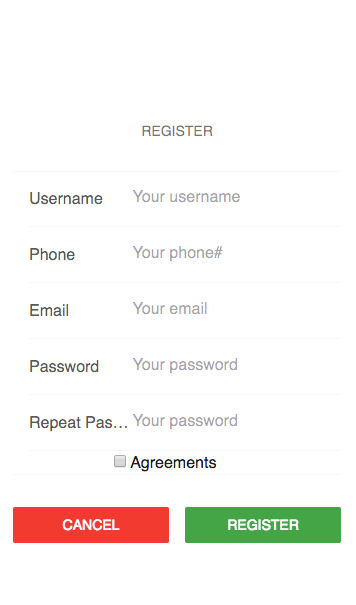 REGISTER
Username Your username
Phone Your phone#
Email Your email
Password Your password
Repeat Pas… Your password
Agreements
CANCEL REGISTER